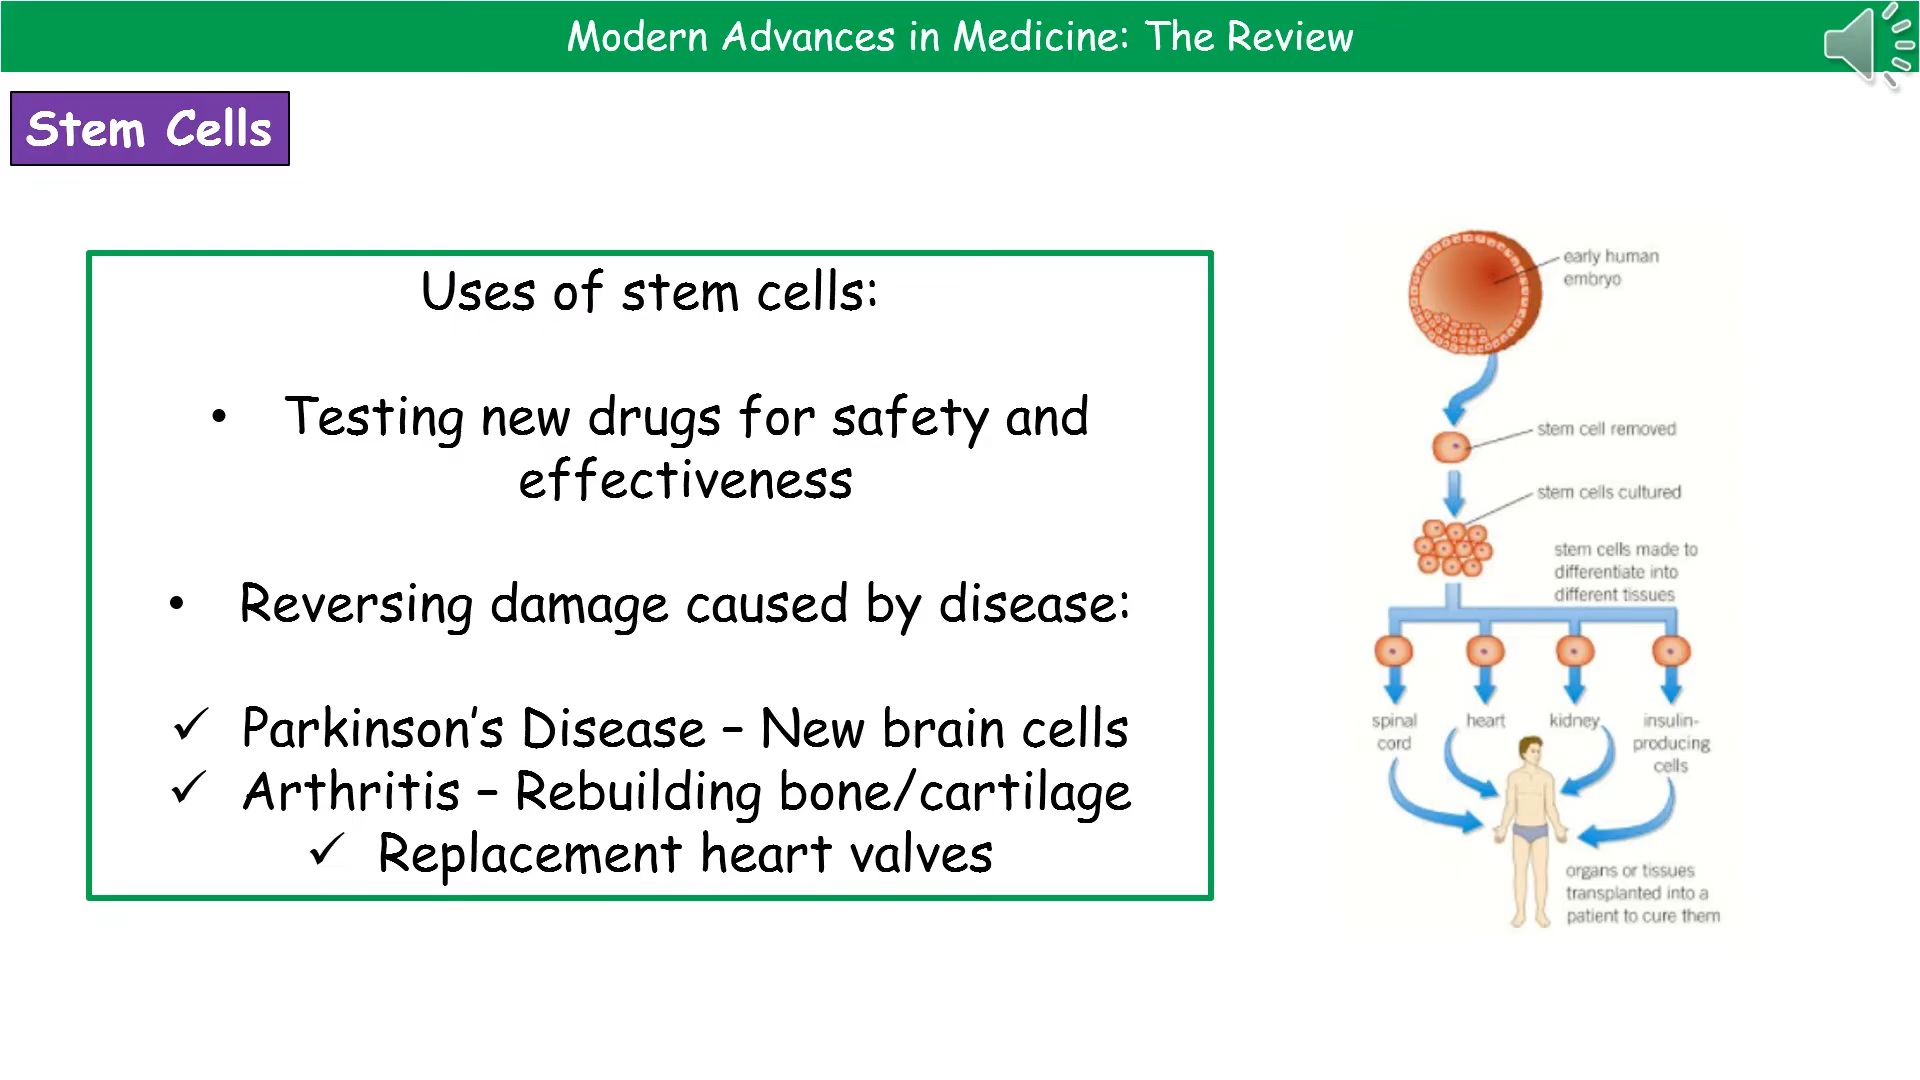 Modern Advances in Medicine: The Review
Stem Cells
Uses of stem cells:
• Testing new drugs for safety and
effectiveness
• Reversing damage caused by disease:
✓ Parkinson's Disease – New brain cells
✓ Arthritis – Rebuilding bone/cartilage
✓ Replacement heart valves
early human
embryo
stem cell removed
stem cells cultured
stem cells made to
differentiate into
different tissues
spinal
cord
heart
kidney
insulin-
producing
cells
organs or tissues
transplanted into a
patient to cure them